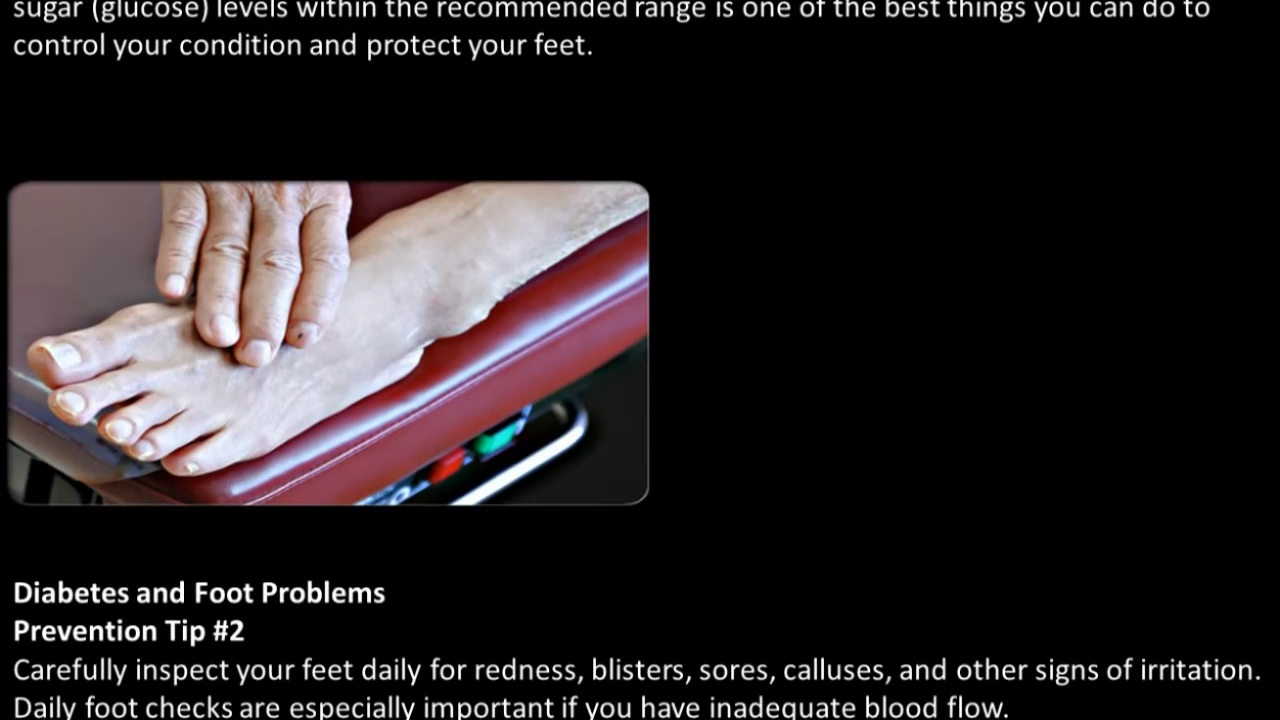 sugar (glucose) levels within the recommended range is one of the best things you can do to
control your condition and protect your feet.
Diabetes and Foot Problems
Prevention Tip #2
Carefully inspect your feet daily for redness, blisters, sores, calluses, and other signs of irritation.
Daily foot checks are especially important if you have inadequate blood flow.